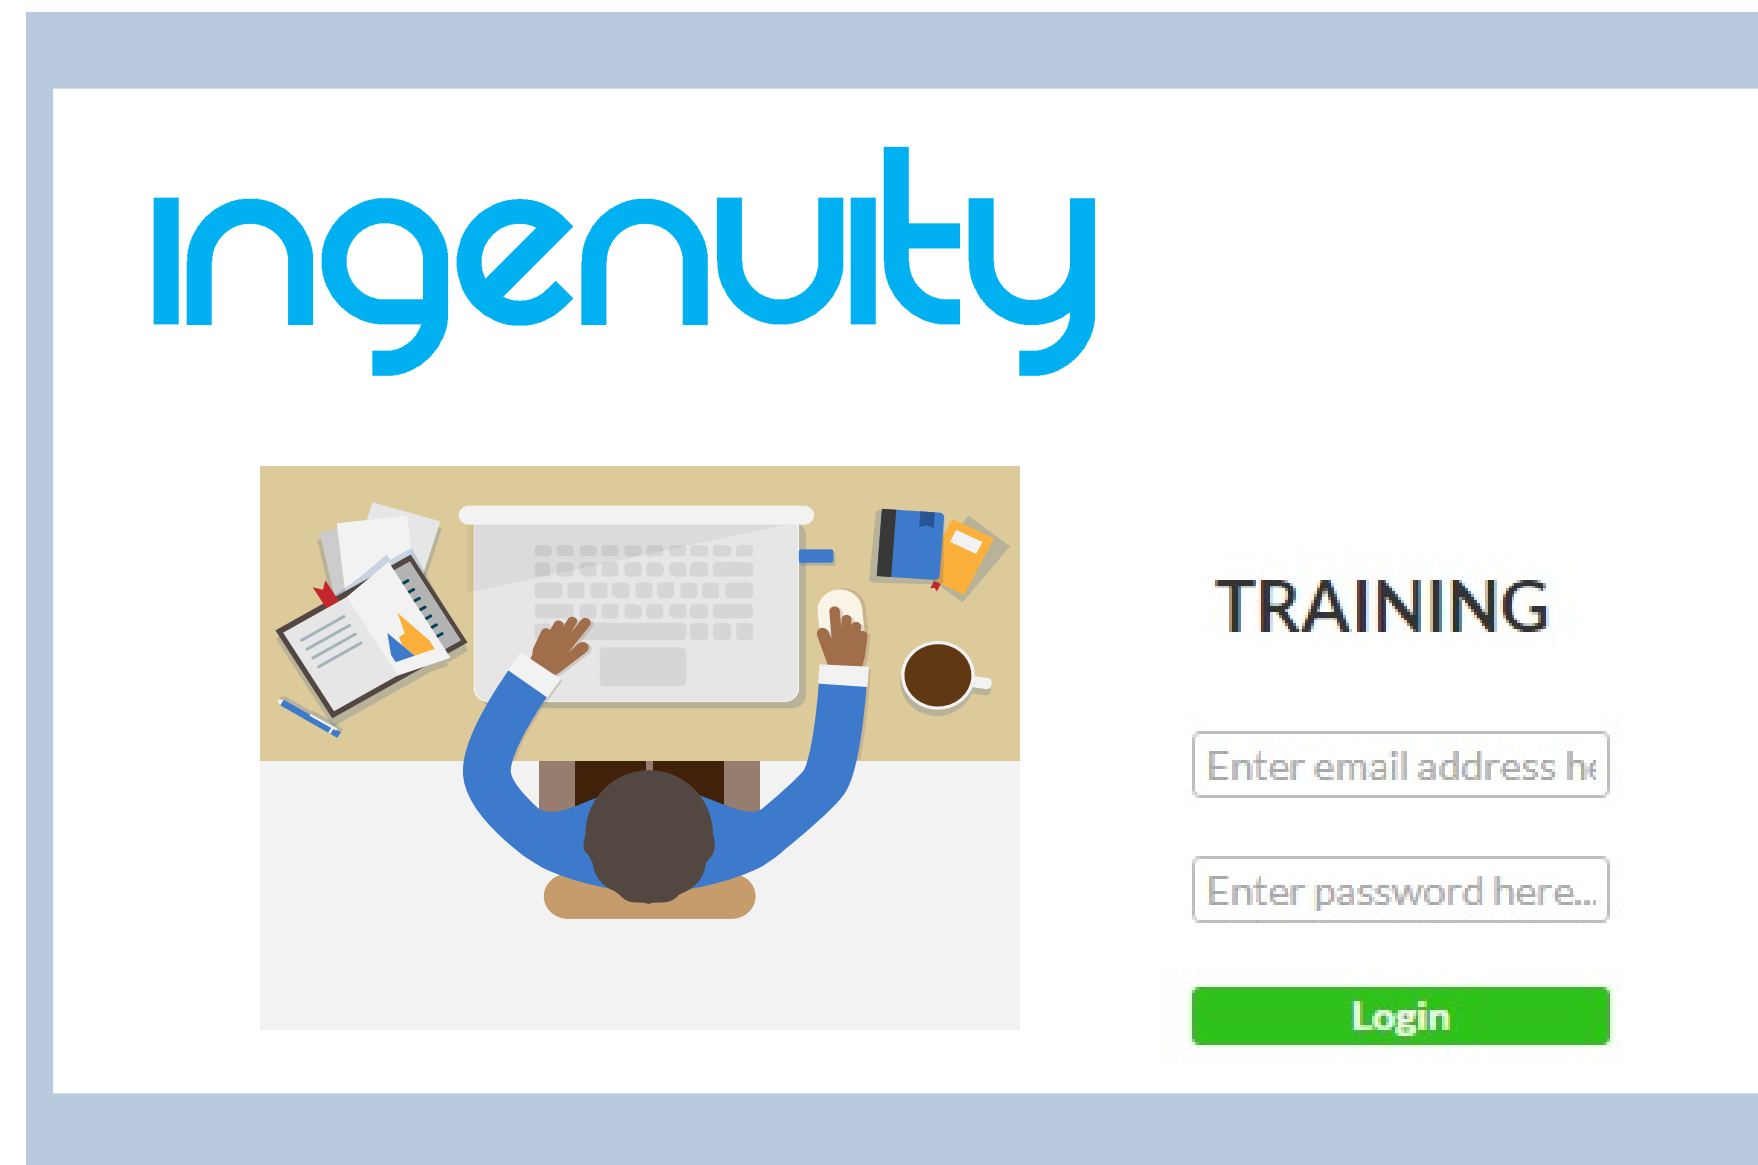 ingenuity
TRAINING
Enter email address he
Enter password here...
Login